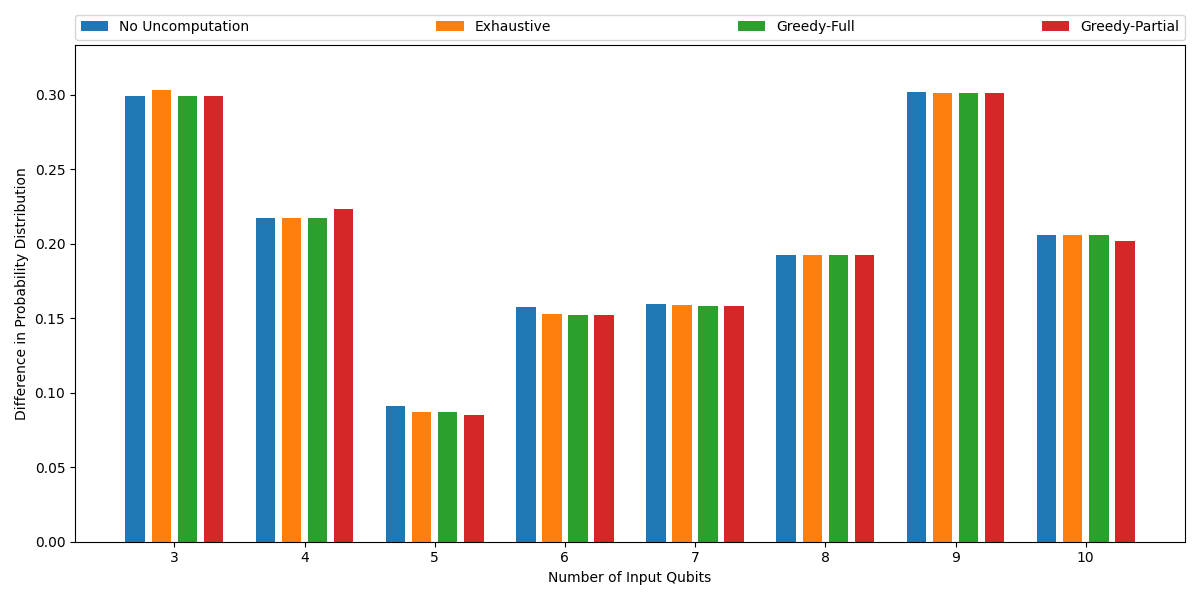 No Uncomputation Exhaustive Greedy-Full Greedy-Partial
Difference in Probability Distribution
0.30
0.25
0.20
0.15
0.10
0.05
0.00
3 4 5 6 7 8 9 10
Number of Input Qubits